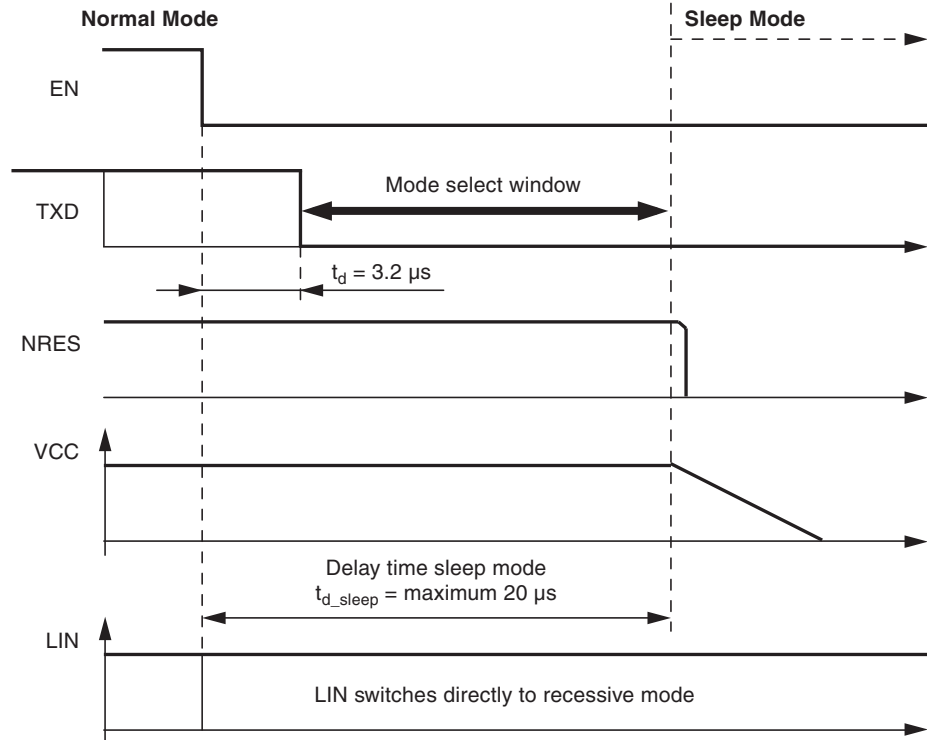 Normal Mode
Sleep Mode
EN
TXD
Mode select window
t_d = 3.2 µs
NRES
VCC
Delay time sleep mode
t_d_sleep = maximum 20 µs
LIN
LIN switches directly to recessive mode